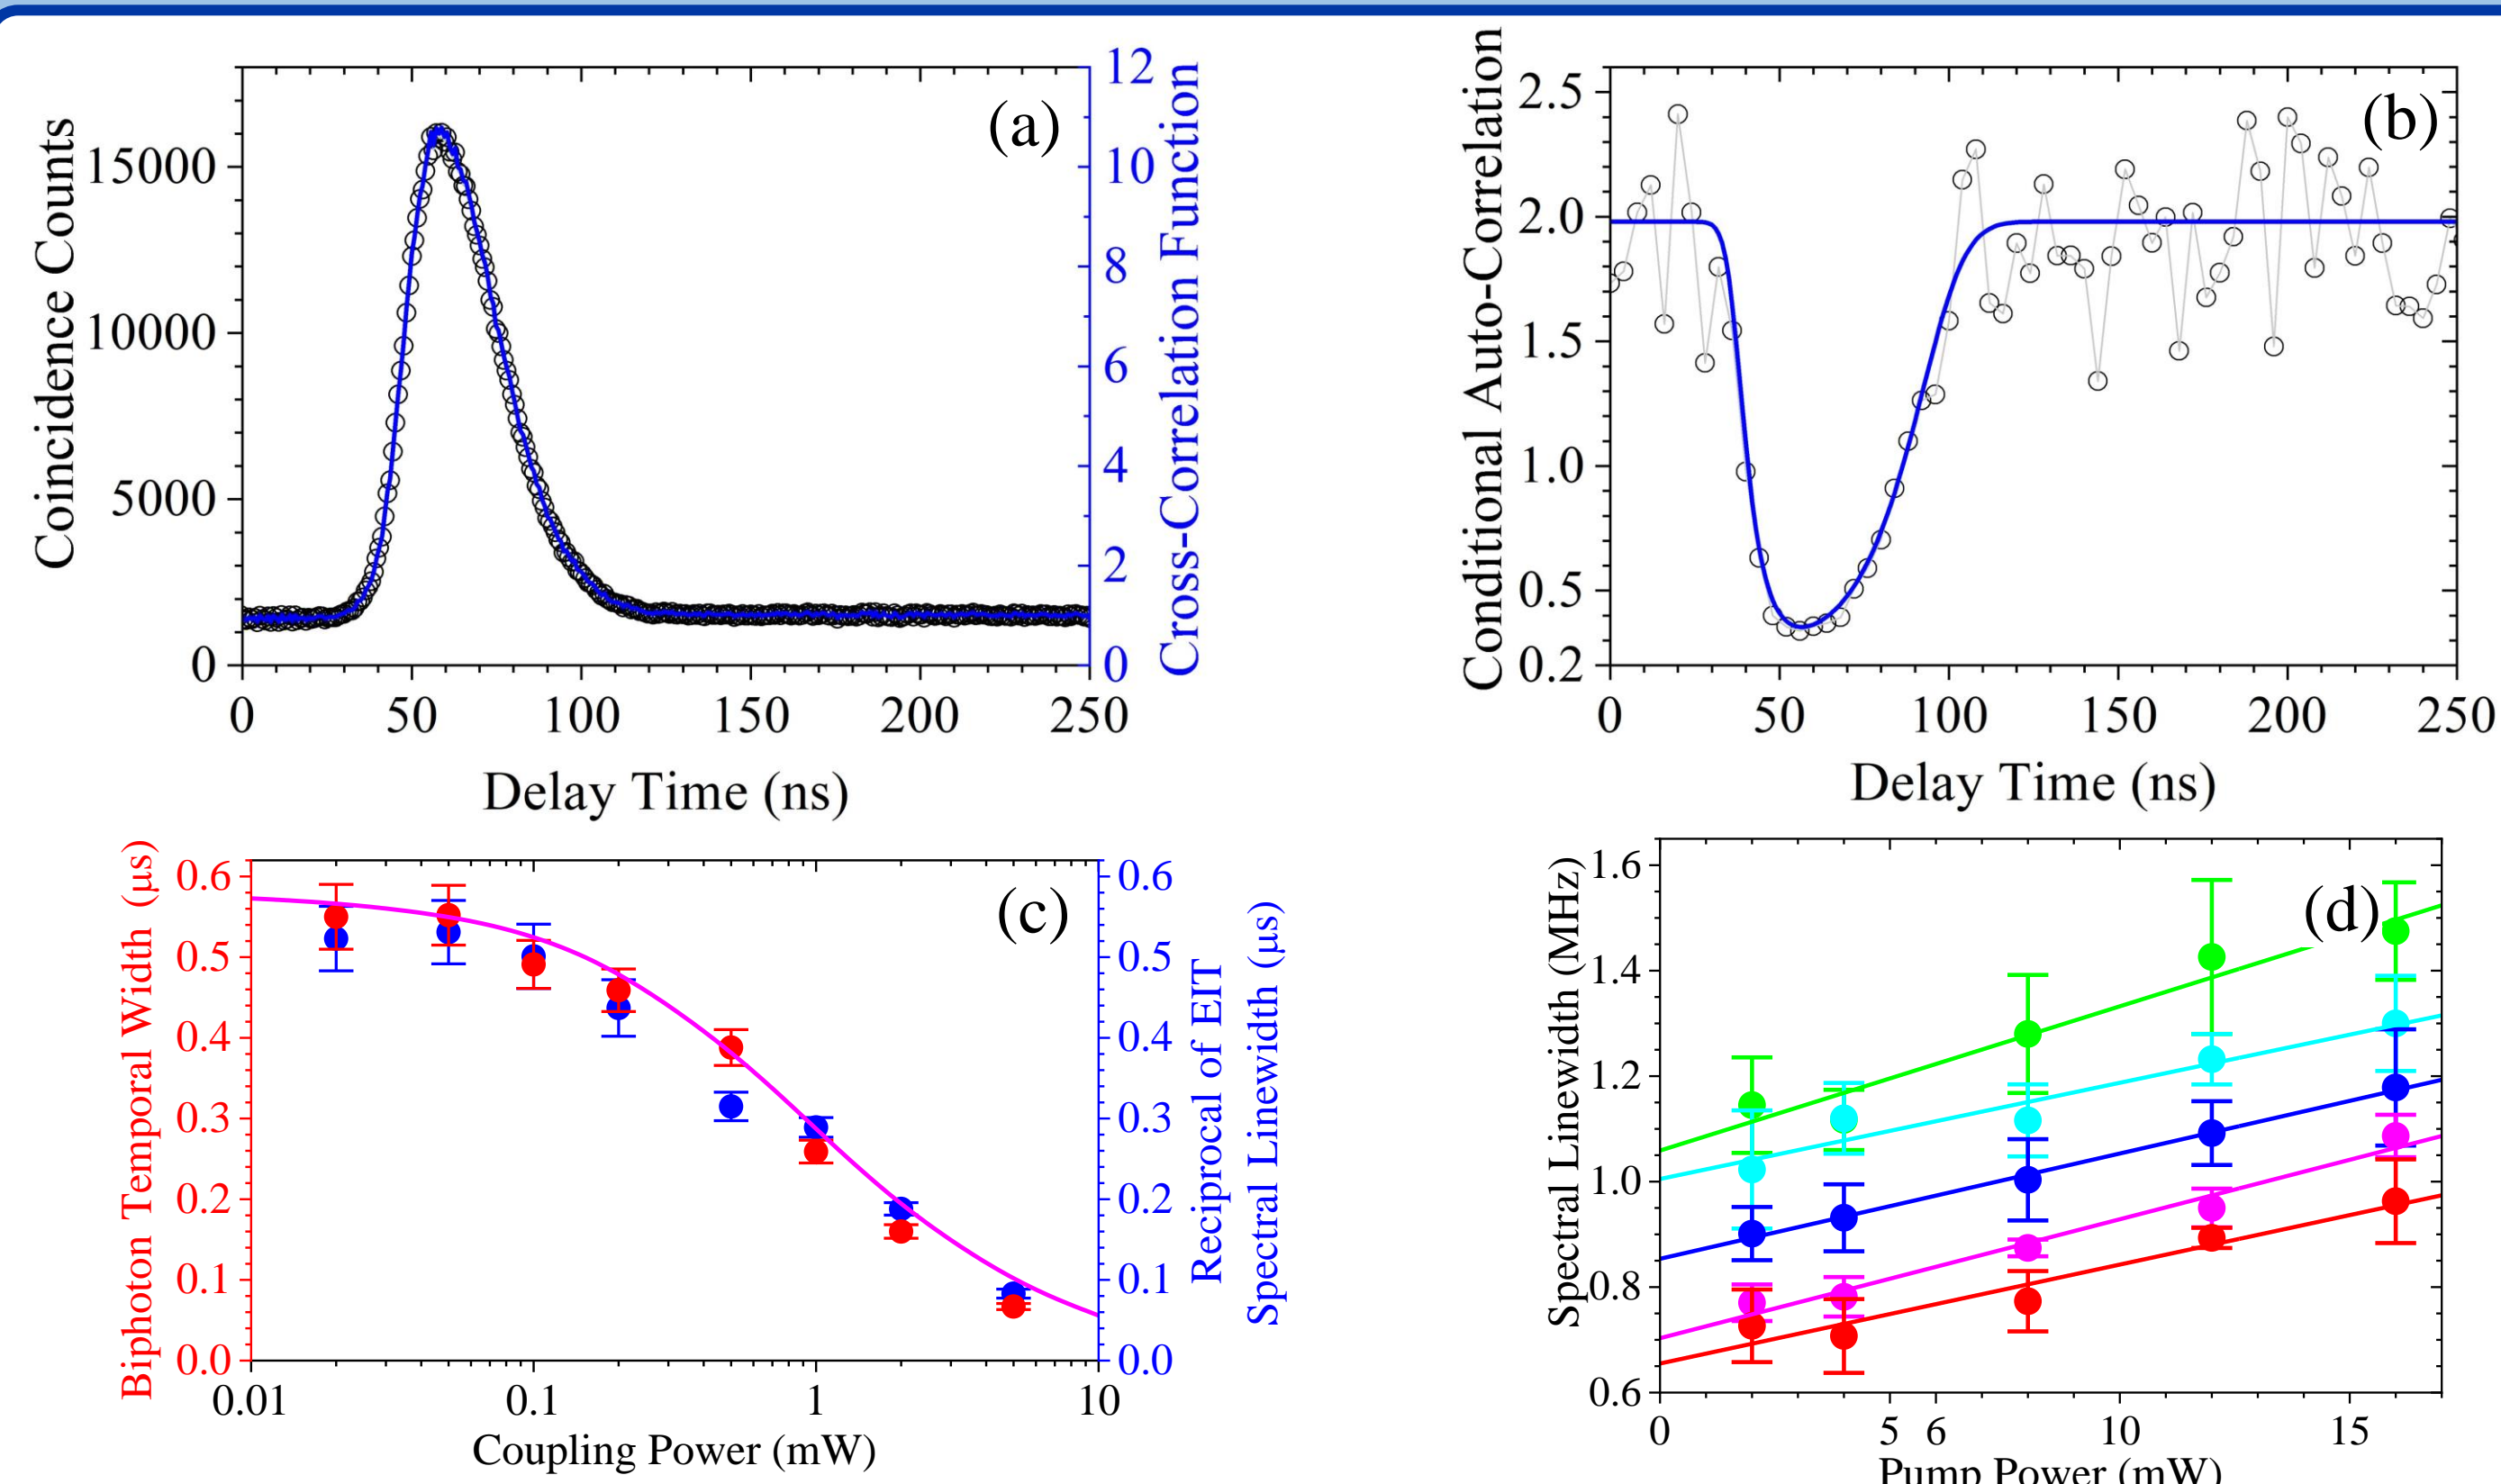 (a)
Coincidence Counts
15000
10000
5000
0
12
10
8
6
4
2
0
Cross-Correlation Function
0 50 100 150 200 250
Delay Time (ns)
(b)
Conditional Auto-Correlation
2.5
2.0
1.5
1.0
0.5
0.2
0 50 100 150 200 250
Delay Time (ns)
(c)
Biphoton Temporal Width (μs)
0.6
0.5
0.4
0.3
0.2
0.1
0.0
0.6
0.5
0.4
0.3
0.2
0.1
0.0
Reciprocal of EIT
Spectral Linewidth (μs)
0.01 0.1 1 10
Coupling Power (mW)
(d)
Spectral Linewidth (MHz)
1.6
1.4
1.2
1.0
0.8
0.6
0 5 6 10 15
Pump Power (mW)